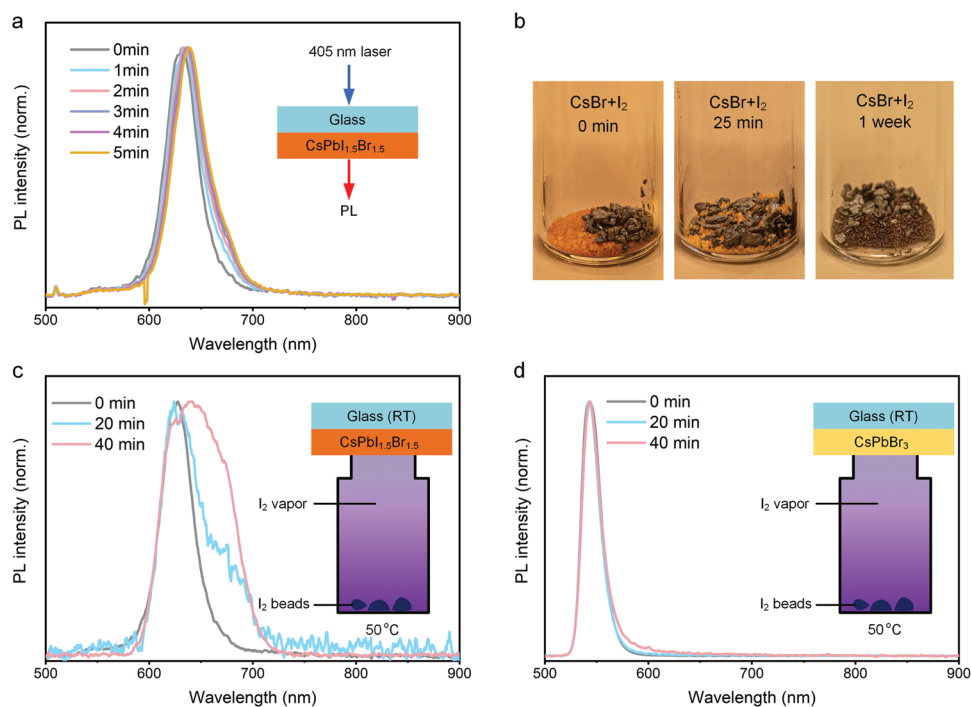 a
0min
1min
2min
3min
4min
5min
405 nm laser
Glass
CsPbI₁.₅Br₁.₅
PL
PL intensity (norm.)
500
600
700
800
900
Wavelength (nm)
b
CsBr+I₂
0 min
CsBr+I₂
25 min
CsBr+I₂
1 week
c
0 min
20 min
40 min
Glass (RT)
CsPbI₁.₅Br₁.₅
I₂ vapor
I₂ beads
50°C
PL intensity (norm.)
500
600
700
800
900
Wavelength (nm)
d
0 min
20 min
40 min
Glass (RT)
CsPbBr₃
I₂ vapor
I₂ beads
50°C
PL intensity (norm.)
500
600
700
800
900
Wavelength (nm)